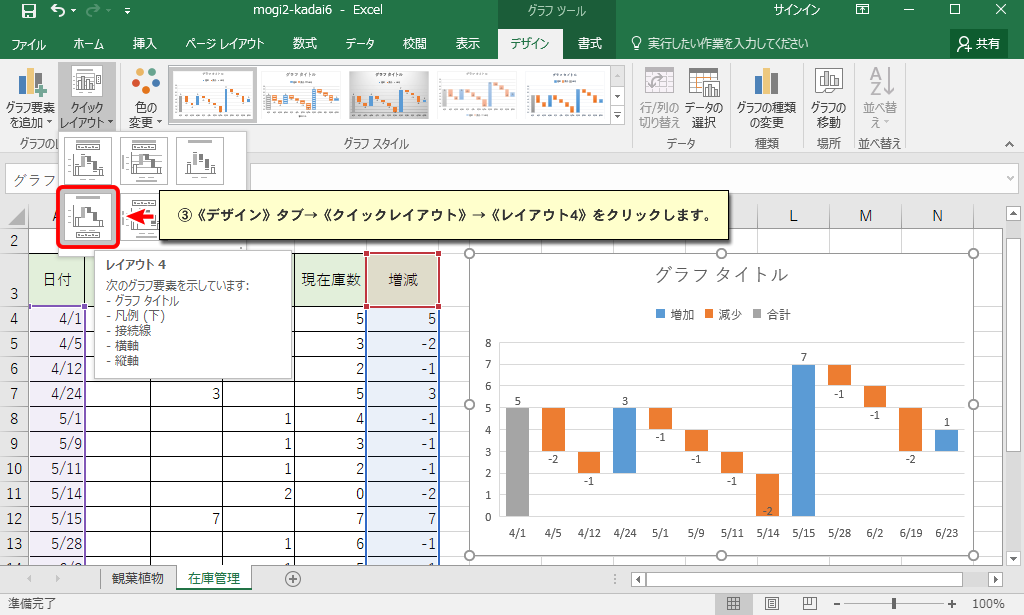 mogi2-kadai6 - Excel
グラフ ツール
サインイン
ファイル ホーム 挿入 ページ レイアウト 数式 データ 校閲 表示 デザイン 書式 実行したい作業を入力してください 共有
グラフ要素を追加
クイックレイアウト
色の変更
行/列の切り替え
データの選択
グラフの種類の変更
グラフの移動
並べ替え
グラフのレ
グラフ スタイル
データ
種類
場所
並べ替え
グラフ
③《デザイン》タブ→《クイックレイアウト》→《レイアウト4》をクリックします。
L M N
レイアウト 4
次のグラフ要素を示しています:
- グラフ タイトル
- 凡例 (下)
- 接続線
- 横軸
- 縦軸
2
3 日付 現在庫数 増減
4 4/1 5 5
5 4/5 3 -2
6 4/12 2 -1
7 4/24 3 5 3
8 5/1 1 4 -1
9 5/9 1 3 -1
10 5/11 1 2 -1
11 5/14 2 0 -2
12 5/15 7 7 7
13 5/28 1 6 -1
グラフ タイトル
増加 減少 合計
8
7
6
5
4
3
2
1
0
5
-2
-1
3
-1
-1
-1
-2
7
-1
-1
-2
1
4/1 4/5 4/12 4/24 5/1 5/9 5/11 5/14 5/15 5/28 6/2 6/19 6/23
観葉植物 在庫管理
準備完了
100%